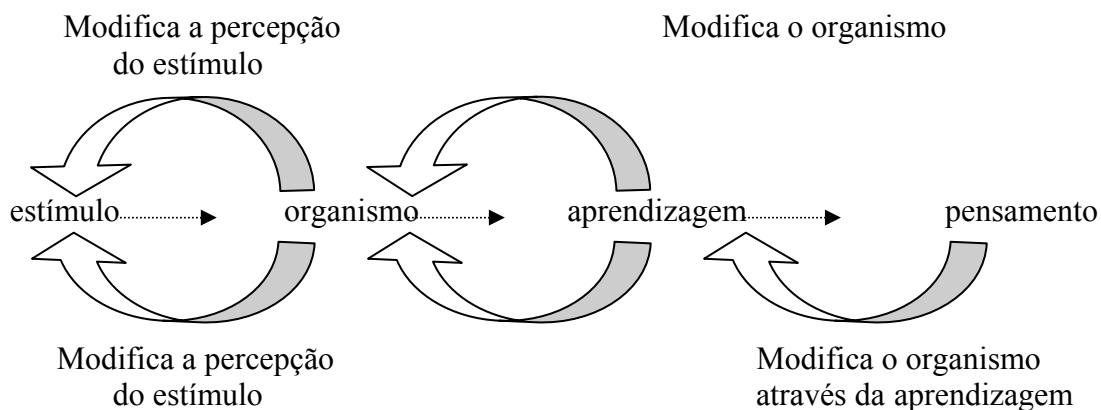 Modifica a percepção
do estímulo
Modifica o organismo
estímulo organismo aprendizagem pensamento
Modifica a percepção
do estímulo
Modifica o organismo
através da aprendizagem